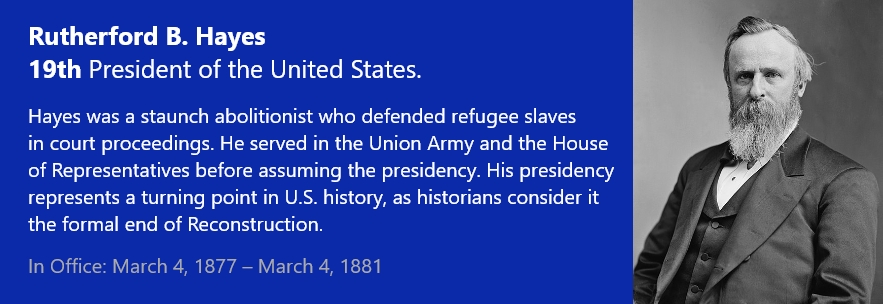 Rutherford B. Hayes
19th President of the United States.
Hayes was a staunch abolitionist who defended refugee slaves
in court proceedings. He served in the Union Army and the House
of Representatives before assuming the presidency. His presidency
represents a turning point in U.S. history, as historians consider it
the formal end of Reconstruction.
In Office: March 4, 1877 – March 4, 1881